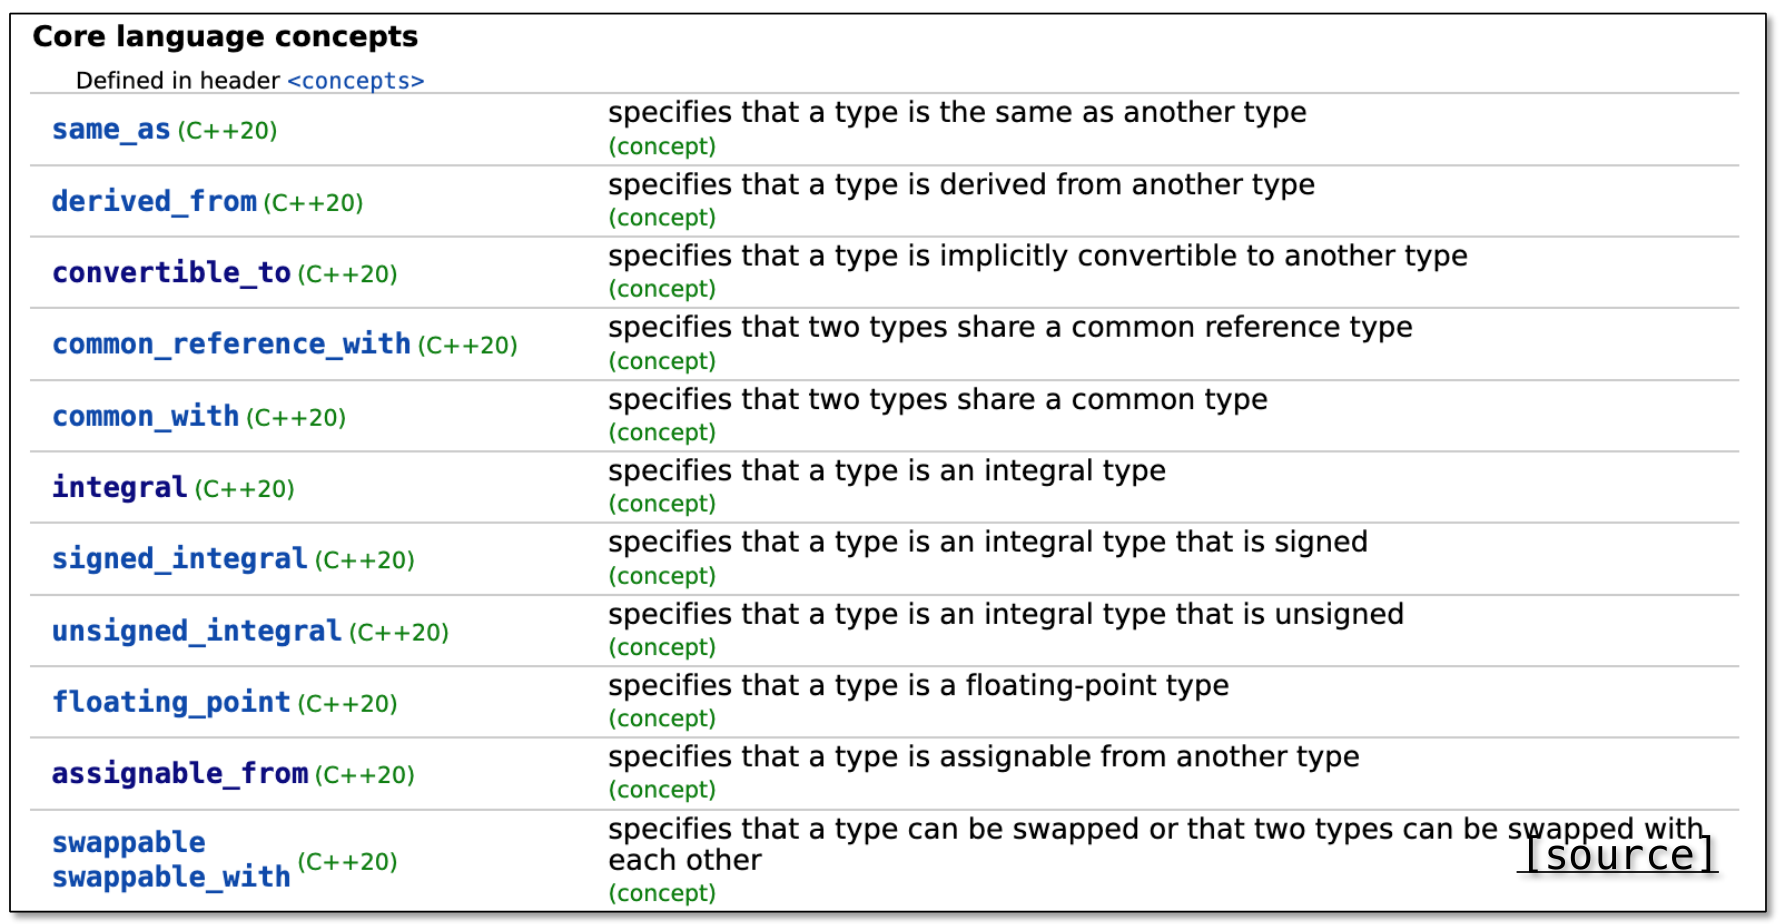 Core language concepts
Defined in header <concepts>
same_as (C++20)
specifies that a type is the same as another type
(concept)
derived_from (C++20)
specifies that a type is derived from another type
(concept)
convertible_to (C++20)
specifies that a type is implicitly convertible to another type
(concept)
common_reference_with (C++20)
specifies that two types share a common reference type
(concept)
common_with (C++20)
specifies that two types share a common type
(concept)
integral (C++20)
specifies that a type is an integral type
(concept)
signed_integral (C++20)
specifies that a type is an integral type that is signed
(concept)
unsigned_integral (C++20)
specifies that a type is an integral type that is unsigned
(concept)
floating_point (C++20)
specifies that a type is a floating-point type
(concept)
assignable_from (C++20)
specifies that a type is assignable from another type
(concept)
swappable
swappable_with (C++20)
specifies that a type can be swapped or that two types can be swapped with
each other
(concept)
[source]